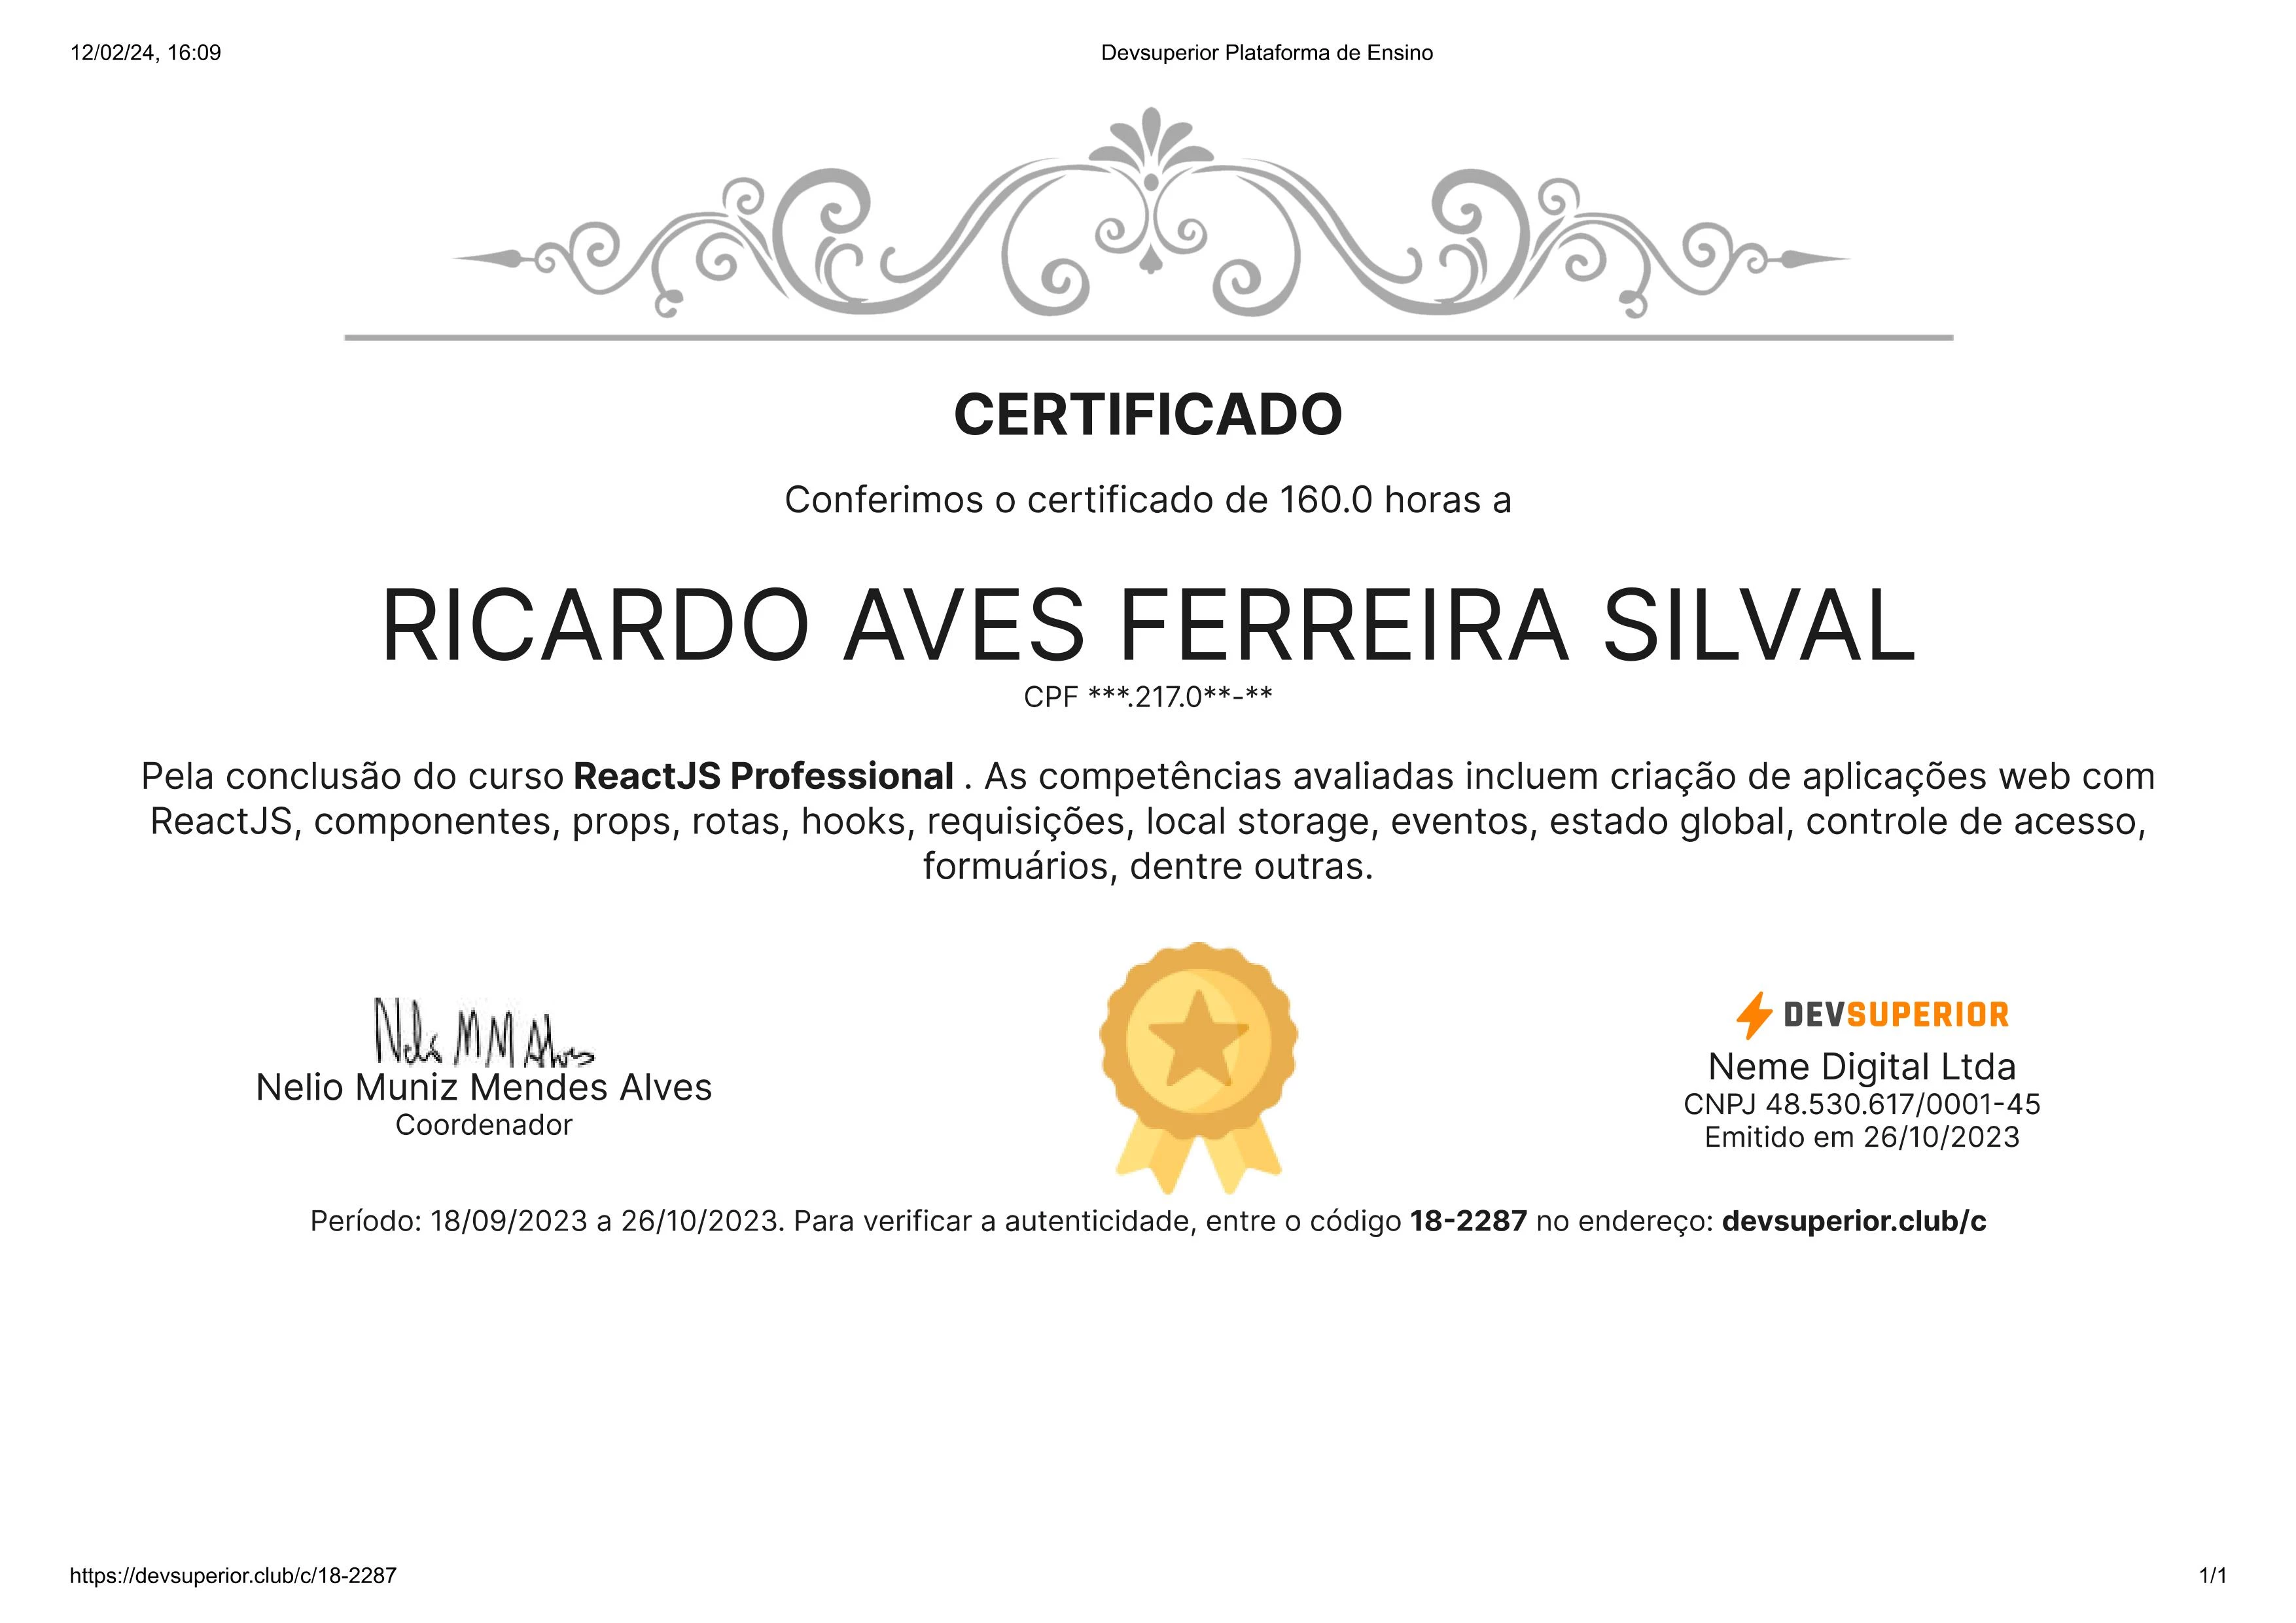 12/02/24, 16:09
Devsuperior Plataforma de Ensino
CERTIFICADO
Conferimos o certificado de 160.0 horas a
RICARDO AVES FERREIRA SILVAL
CPF ***.217.0**-**
Pela conclusão do curso ReactJS Professional . As competências avaliadas incluem criação de aplicações web com
ReactJS, componentes, props, rotas, hooks, requisições, local storage, eventos, estado global, controle de acesso,
formuários, dentre outras.
Nelio M M Alves
Nelio Muniz Mendes Alves
Coordenador
DEVSUPERIOR
Neme Digital Ltda
CNPJ 48.530.617/0001-45
Emitido em 26/10/2023
Período: 18/09/2023 a 26/10/2023. Para verificar a autenticidade, entre o código 18-2287 no endereço: devsuperior.club/c
https://devsuperior.club/c/18-2287
1/1